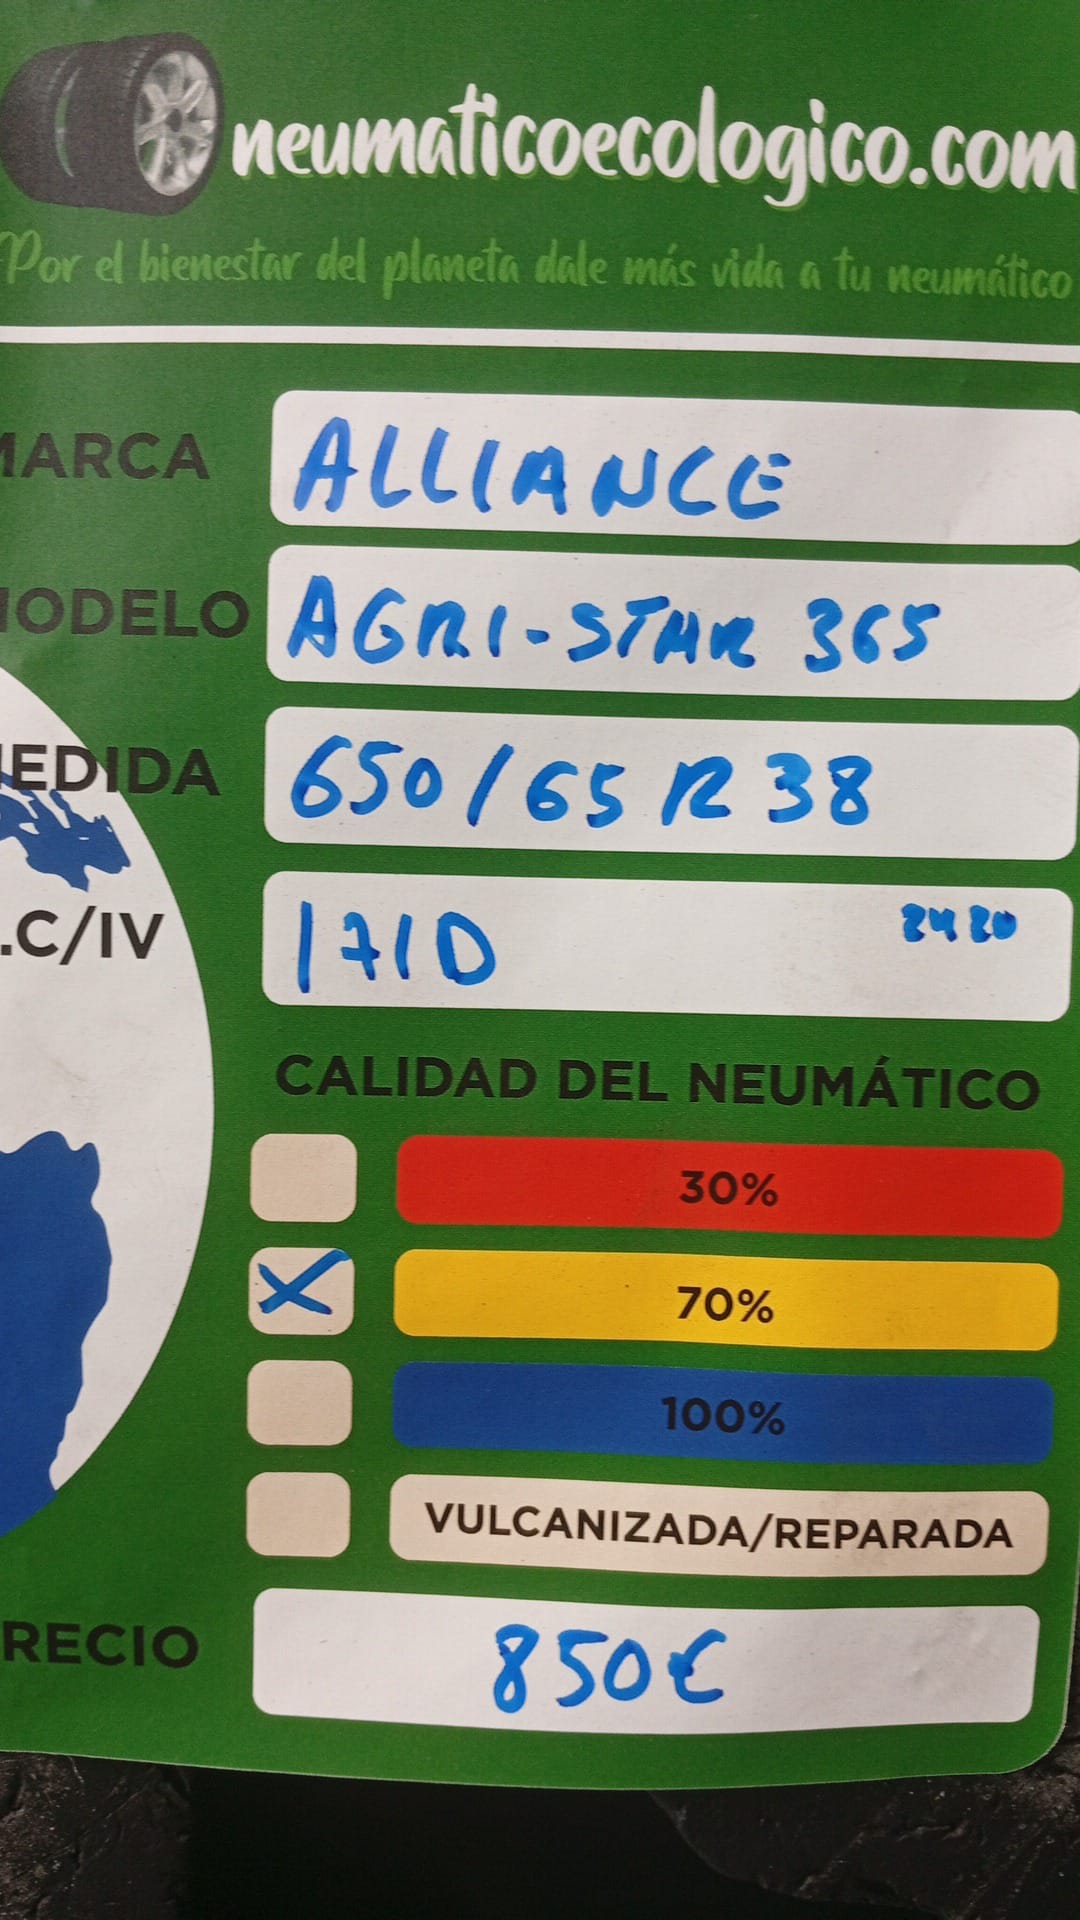 neumaticoecologico.com
Por el bienestar del planeta dale más vida a tu neumático
MARCA ALLIANCE
MODELO AGRI-STAR 365
MEDIDA 650/65 R 38
.C/IV 171D 2420
CALIDAD DEL NEUMÁTICO
30%
70%
100%
VULCANIZADA/REPARADA
RECIO 850€